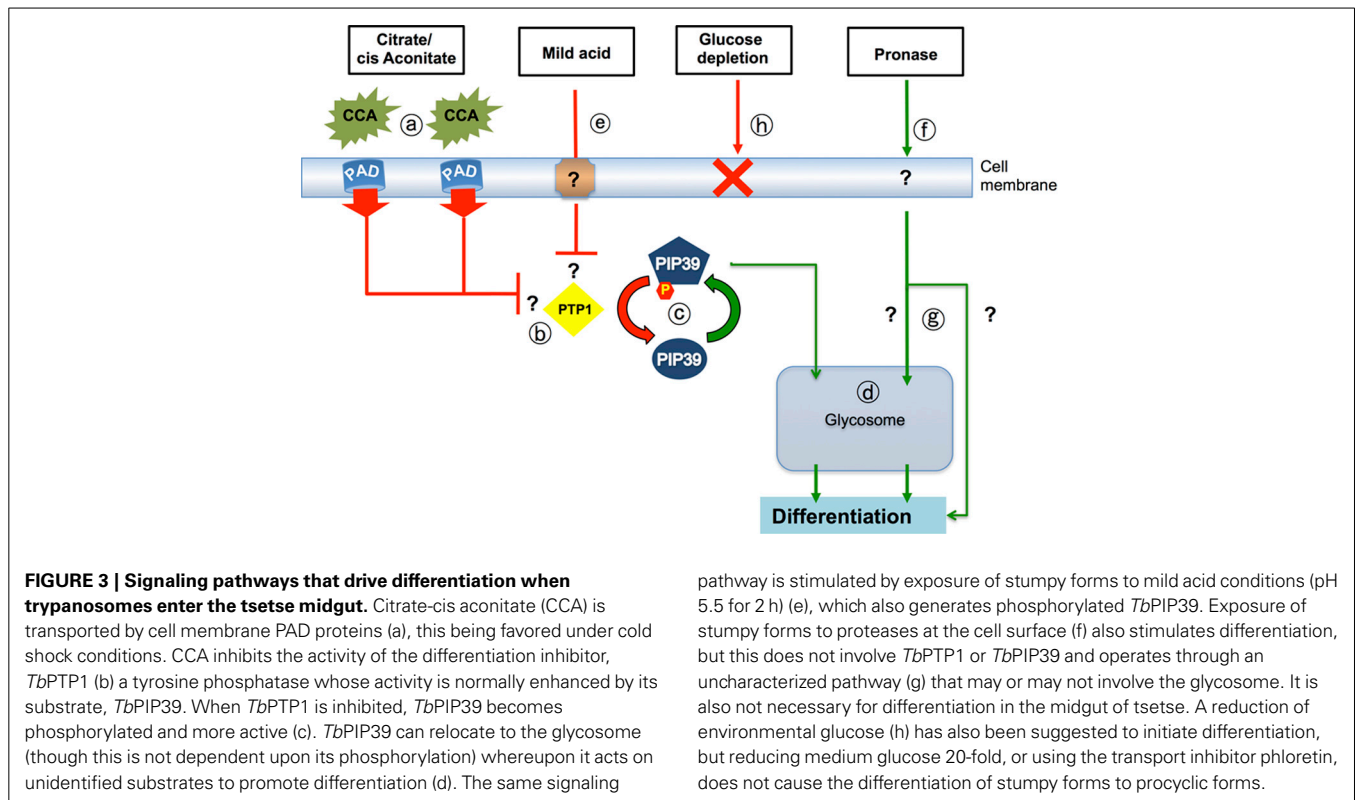 Citrate/
cis Aconitate
Mild acid
Glucose
depletion
Pronase
CCA
ⓐ
CCA
ⓔ
ⓗ
ⓕ
PAD
PAD
?
?
Cell
membrane
?
?
ⓑ
PTP1
PIP39
P
ⓒ
PIP39
?
ⓖ
?
ⓓ
Glycosome
Differentiation
FIGURE 3 | Signaling pathways that drive differentiation when
trypanosomes enter the tsetse midgut. Citrate-cis aconitate (CCA) is
transported by cell membrane PAD proteins (a), this being favored under cold
shock conditions. CCA inhibits the activity of the differentiation inhibitor,
TbPTP1 (b) a tyrosine phosphatase whose activity is normally enhanced by its
substrate, TbPIP39. When TbPTP1 is inhibited, TbPIP39 becomes
phosphorylated and more active (c). TbPIP39 can relocate to the glycosome
(though this is not dependent upon its phosphorylation) whereupon it acts on
unidentified substrates to promote differentiation (d). The same signaling
pathway is stimulated by exposure of stumpy forms to mild acid conditions (pH
5.5 for 2 h) (e), which also generates phosphorylated TbPIP39. Exposure of
stumpy forms to proteases at the cell surface (f) also stimulates differentiation,
but this does not involve TbPTP1 or TbPIP39 and operates through an
uncharacterized pathway (g) that may or may not involve the glycosome. It is
also not necessary for differentiation in the midgut of tsetse. A reduction of
environmental glucose (h) has also been suggested to initiate differentiation,
but reducing medium glucose 20-fold, or using the transport inhibitor phloretin,
does not cause the differentiation of stumpy forms to procyclic forms.